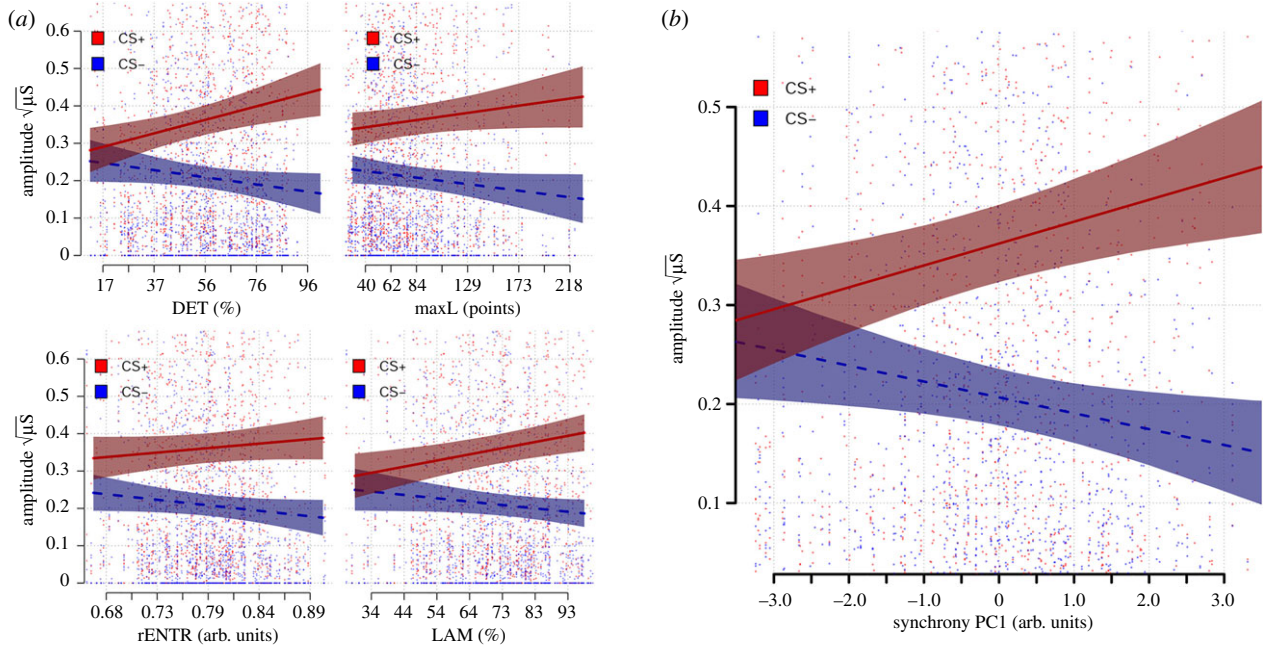 (a)
0.6
0.5
0.4
0.3
0.2
0.1
0
amplitude √µS
CS+
CS−
17 37 56 76 96
DET (%)
CS+
CS−
40 62 84 129 173 218
maxL (points)
0.6
0.5
0.4
0.3
0.2
0.1
0
amplitude √µS
CS+
CS−
0.68 0.73 0.79 0.84 0.89
rENTR (arb. units)
CS+
CS−
34 44 54 64 73 83 93
LAM (%)
(b)
CS+
CS−
0.5
0.4
0.3
0.2
0.1
amplitude √µS
−3.0 −2.0 −1.0 0 1.0 2.0 3.0
synchrony PC1 (arb. units)